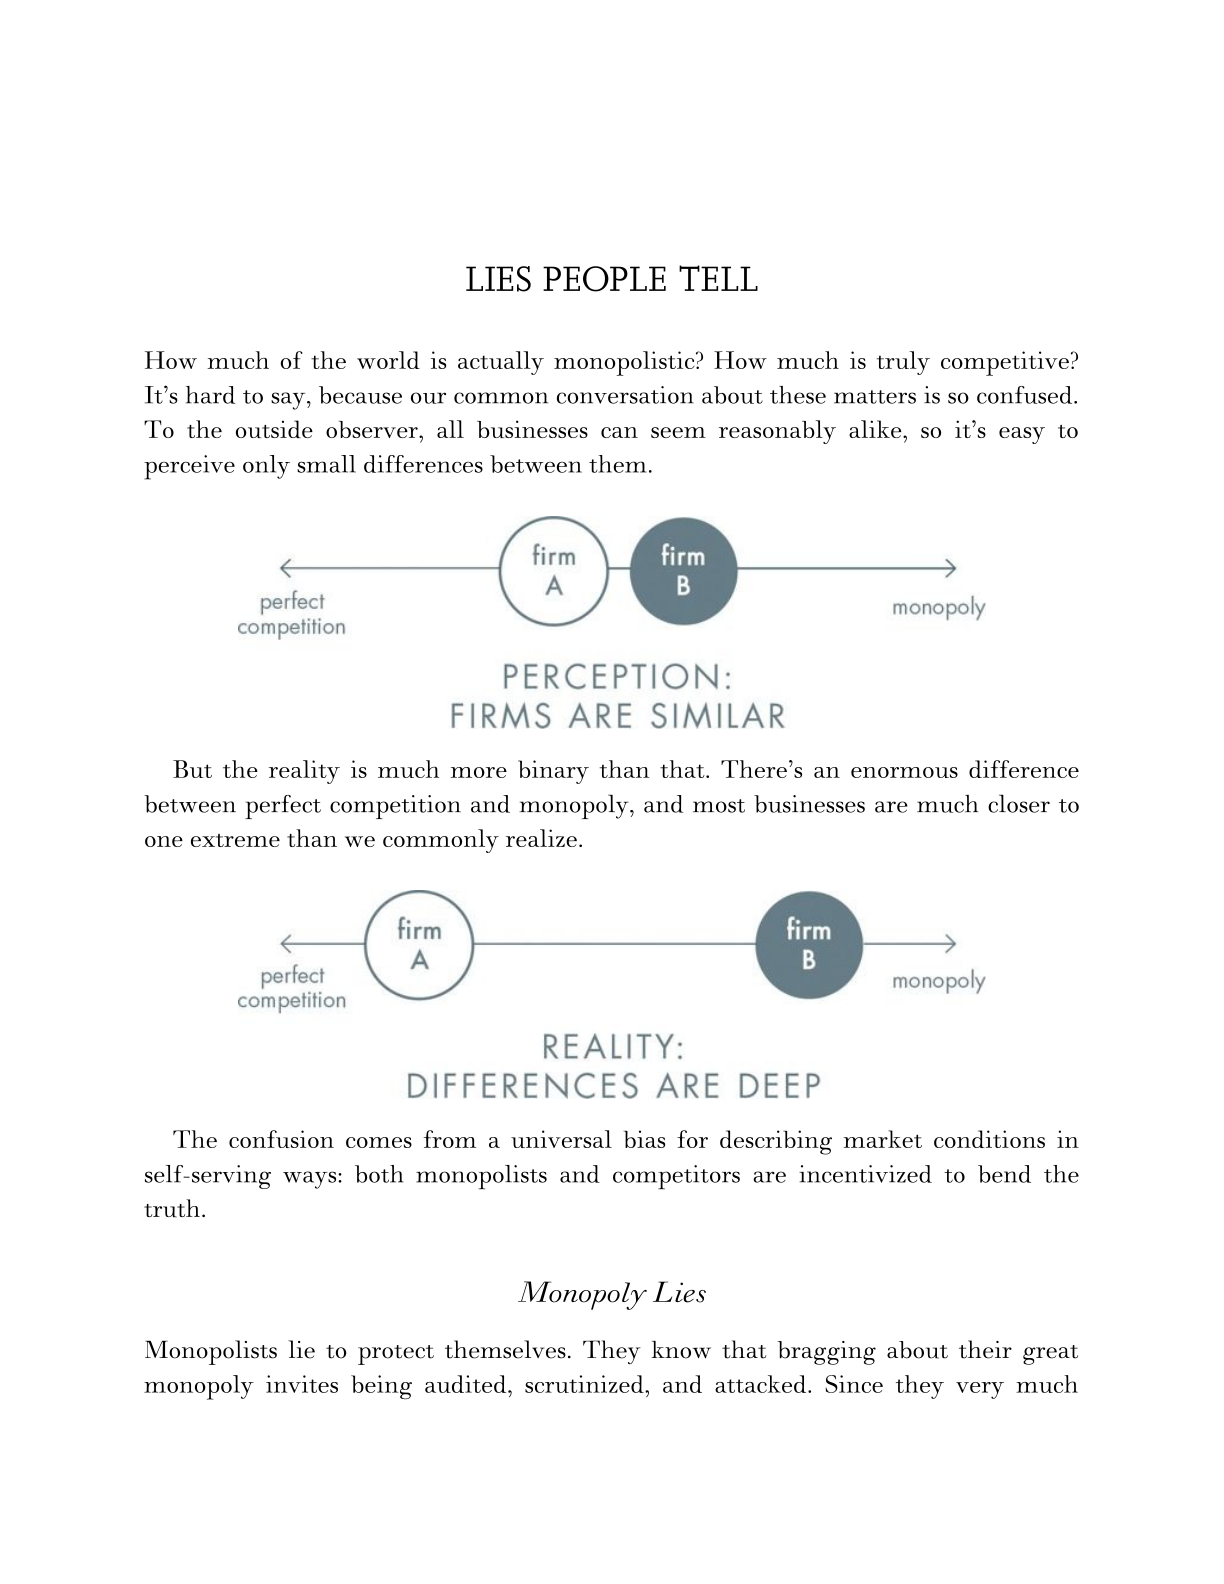 LIES PEOPLE TELL
How much of the world is actually monopolistic? How much is truly competitive?
It's hard to say, because our common conversation about these matters is so confused.
To the outside observer, all businesses can seem reasonably alike, so it's easy to
perceive only small differences between them.
firm
A
firm
B
perfect
competition
monopoly
PERCEPTION:
FIRMS ARE SIMILAR
But the reality is much more binary than that. There's an enormous difference
between perfect competition and monopoly, and most businesses are much closer to
one extreme than we commonly realize.
firm
A
firm
B
perfect
competition
monopoly
REALITY:
DIFFERENCES ARE DEEP
The confusion comes from a universal bias for describing market conditions in
self-serving ways: both monopolists and competitors are incentivized to bend the
truth.
Monopoly Lies
Monopolists lie to protect themselves. They know that bragging about their great
monopoly invites being audited, scrutinized, and attacked. Since they very much